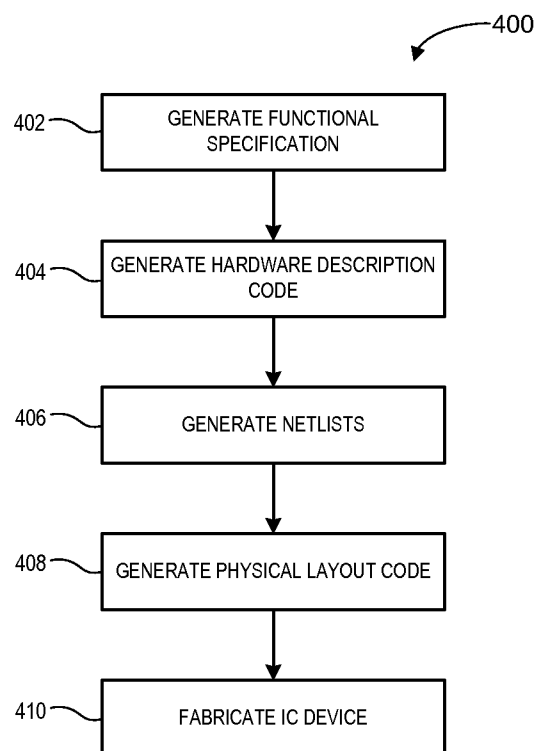 400
402
GENERATE FUNCTIONAL
SPECIFICATION
404
GENERATE HARDWARE DESCRIPTION
CODE
406
GENERATE NETLISTS
408
GENERATE PHYSICAL LAYOUT CODE
410
FABRICATE IC DEVICE